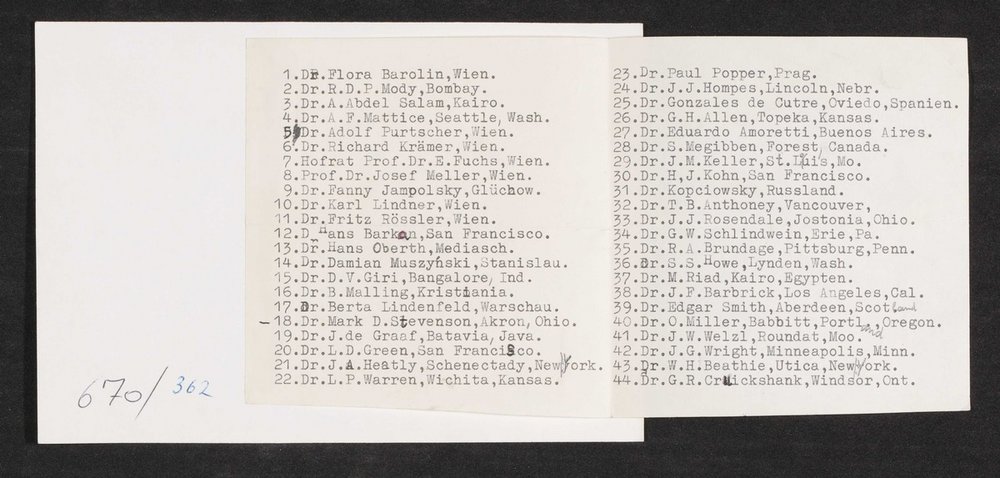 1.Dr.Flora Barolin,Wien.
2.Dr.R.D.P.Mody,Bombay.
3.Dr.A.Abdel Salam,Kairo.
4.Dr.A.F.Mattice,Seattle,Wash.
5.Dr.Adolf Purtscher,Wien.
6.Dr.Richard Krämer,Wien.
7.Hofrat Prof.Dr.E.Fuchs,Wien.
8.Prof.Dr.Josef Meller,Wien.
9.Dr.Fanny Jampolsky,Glüchow.
10.Dr.Karl Lindner,Wien.
11.Dr.Fritz Rössler,Wien.
12.D Hans Barkan,San Francisco.
13.Dr.Hans Oberth,Mediasch.
14.Dr.Damian Muszyński,Stanislau.
15.Dr.D.V.Giri,Bangalore,Ind.
16.Dr.B.Malling,Kristiania.
17.Dr.Berta Lindenfeld,Warschau.
-18.Dr.Mark D.Stevenson,Akron,Ohio.
19.Dr.J.de Graaf,Batavia,Java.
20.Dr.L.D.Green,San Francisco.
21.Dr.J.A.Heatly,Schenectady,New York.
22.Dr.L.P.Warren,Wichita,Kansas.
23.Dr.Paul Popper,Prag.
24.Dr.J.J.Hompes,Lincoln,Nebr.
25.Dr.Gonzales de Cutre,Oviedo,Spanien.
26.Dr.G.H.Allen,Topeka,Kansas.
27.Dr.Eduardo Amoretti,Buenos Aires.
28.Dr.S.Megibben,Forest,Canada.
29.Dr.J.M.Keller,St.Lui's,Mo.
30.Dr.H,J.Kohn,San Francisco.
31.Dr.Kopciowsky,Russland.
32.Dr.T.B.Anthoney,Vancouver,
33.Dr.J.J.Rosendale,Jostonia,Ohio.
34.Dr.G.W.Schlindwein,Erie,Pa.
35.Dr.R.A.Brundage,Pittsburg,Penn.
36.Dr.S.S.Howe,Lynden,Wash.
37.Dr.M.Riad,Kairo,Egypten.
38.Dr.J.F.Barbrick,Los Angeles,Cal.
39.Dr.Edgar Smith,Aberdeen,Scotland
40.Dr.O.Miller,Babbitt,Portland,Oregon.
41.Dr.J.W.Welzl,Roundat,Moo.
42.Dr.J.G.Wright,Minneapolis,Minn.
43.Dr.W.H.Beathie,Utica,New York.
44.Dr.G.R.Cruickshank,Windsor,Ont.
670/362